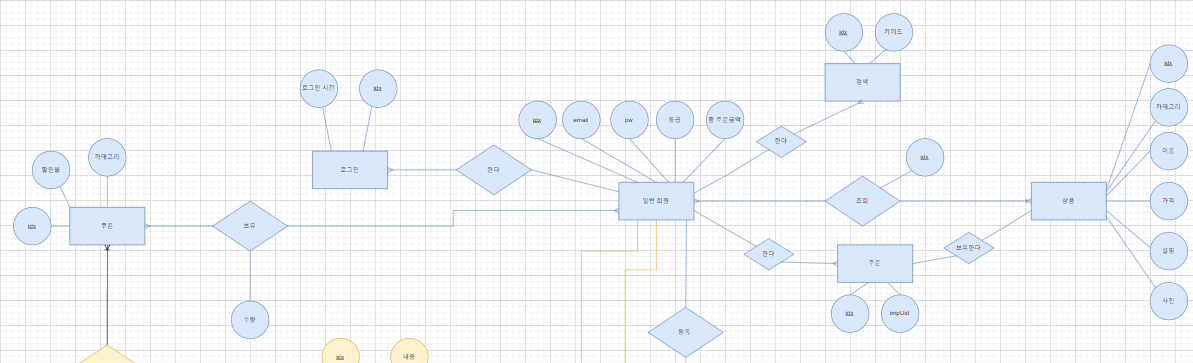 idx
키워드
검색
idx
카테고리
이름
가격
설명
사진
로그인 시간
idx
idx
email
pw
등급
총 주문금액
한다
로그인
한다
일반 회원
조회
idx
상품
할인율
카테고리
idx
쿠폰
보유
수량
한다
주문
보유한다
idx
impUid
등록
idx
내용